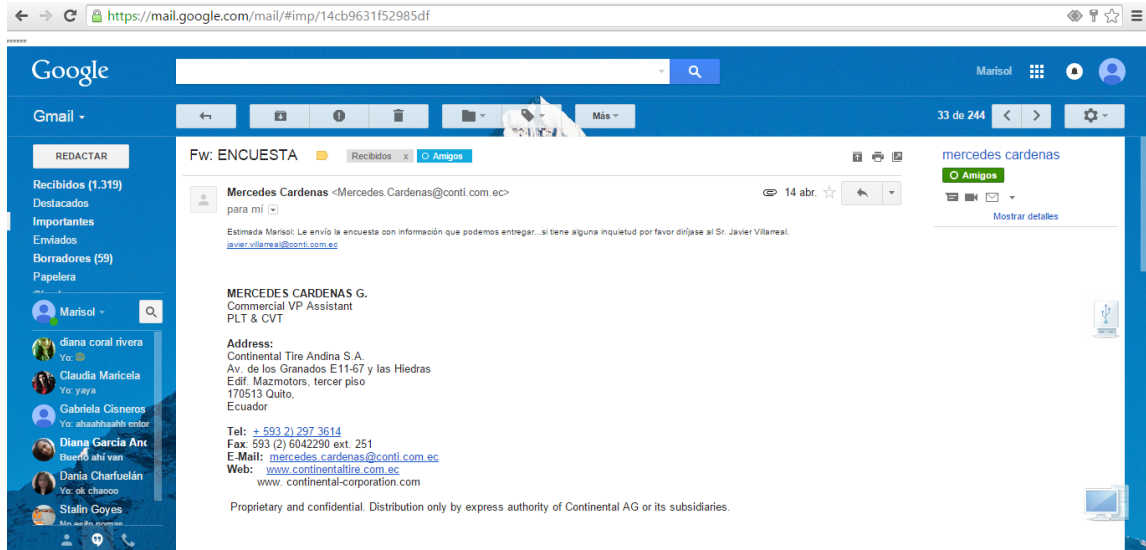 https://mail.google.com/mail/#imp/14cb9631f52985df
Google
Marisol
Gmail
Más
33 de 244
REDACTAR
Fw: ENCUESTA
Recibidos x
Amigos
mercedes cardenas
Amigos
Mostrar detalles
Recibidos (1.319)
Destacados
Importantes
Enviados
Borradores (59)
Papelera
Mercedes Cardenas <Mercedes.Cardenas@conti.com.ec>
14 abr.
para mí
Estimada Marisol: Le envío la encuesta con información que podemos entregar...si tiene alguna inquietud por favor diríjase al Sr. Javier Villarreal.
javier.villarreal@conti.com.ec
MERCEDES CARDENAS G.
Commercial VP Assistant
PLT & CVT
Address:
Continental Tire Andina S.A.
Av. de los Granados E11-67 y las Hiedras
Edif. Mazmotors, tercer piso
170513 Quito,
Ecuador
Tel: + 593 2) 297 3614
Fax: 593 (2) 6042290 ext. 251
E-Mail: mercedes.cardenas@conti.com.ec
Web: www.continentaltire.com.ec
www. continental-corporation.com
Proprietary and confidential. Distribution only by express authority of Continental AG or its subsidiaries.
Marisol
diana coral rivera
Yo:
Claudia Maricela
Yo: yaya
Gabriela Cisneros
Yo: ahaahhaahh entor
Diana García And
Bueno ahí van
Dania Charfuelán
Yo: ok chaooo
Stalin Goyes